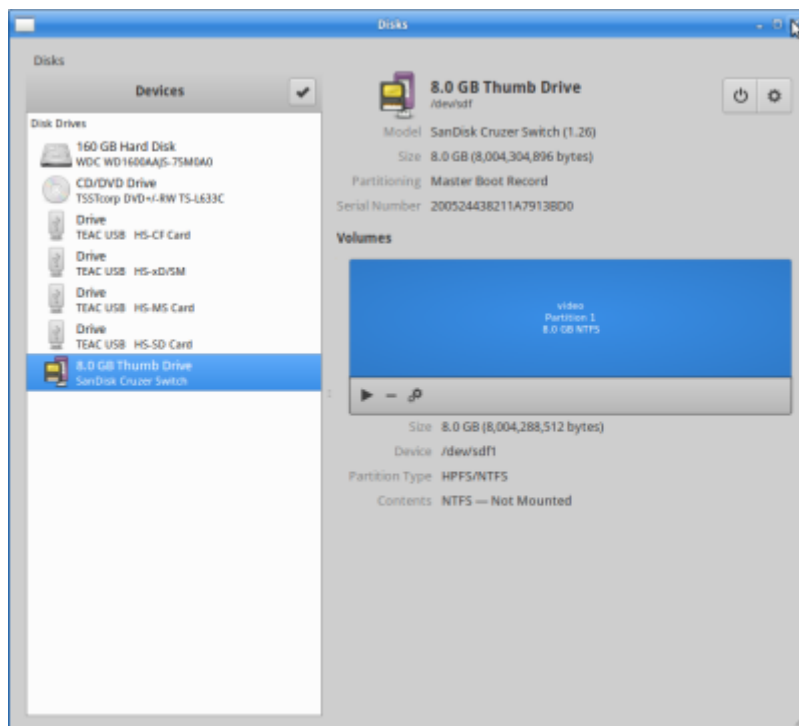 Disks
Disks
Devices
Disk Drives
160 GB Hard Disk
WDC WD1600AAJS-75M0A0
CD/DVD Drive
TSSTcorp DVD+/-RW TS-L633C
Drive
TEAC USB HS-CF Card
Drive
TEAC USB HS-xD/SM
Drive
TEAC USB HS-MS Card
Drive
TEAC USB HS-SD Card
8.0 GB Thumb Drive
SanDisk Cruzer Switch
8.0 GB Thumb Drive
/dev/sdf
Model SanDisk Cruzer Switch (1.26)
Size 8.0 GB (8,004,304,896 bytes)
Partitioning Master Boot Record
Serial Number 200524438211A7913BD0
Volumes
video
Partition 1
8.0 GB NTFS
Size 8.0 GB (8,004,288,512 bytes)
Device /dev/sdf1
Partition Type HPFS/NTFS
Contents NTFS — Not Mounted